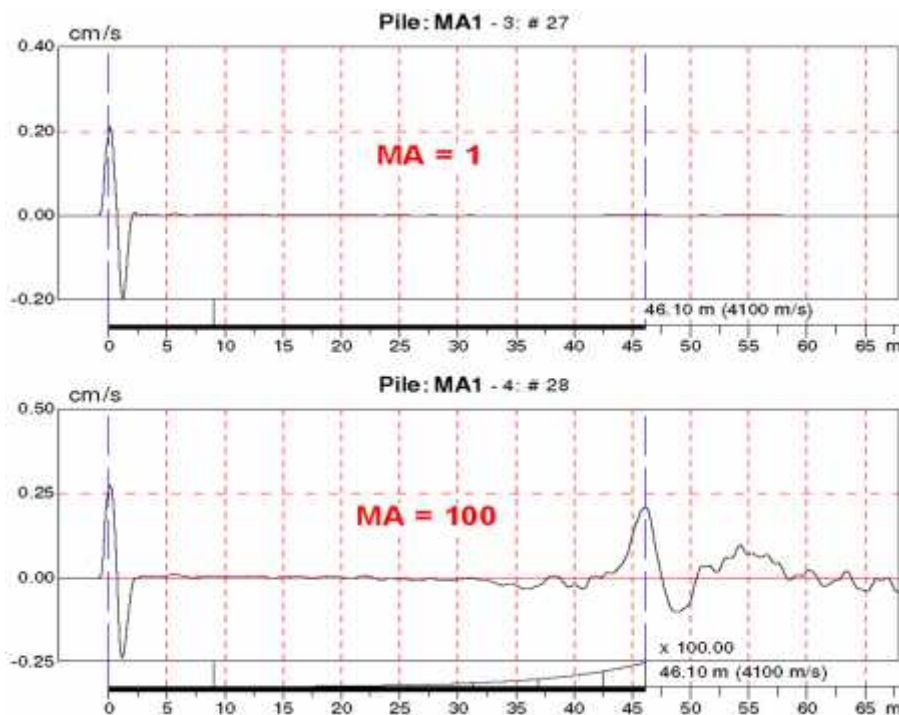 Pile: MA1 - 3: # 27
cm/s
0.40
0.20
MA = 1
0.00
-0.20
46.10 m (4100 m/s)
0 5 10 15 20 25 30 35 40 45 50 55 60 65 m
Pile: MA1 - 4: # 28
cm/s
0.50
0.25
MA = 100
0.00
x 100.00
-0.25
46.10 m (4100 m/s)
0 5 10 15 20 25 30 35 40 45 50 55 60 65 m